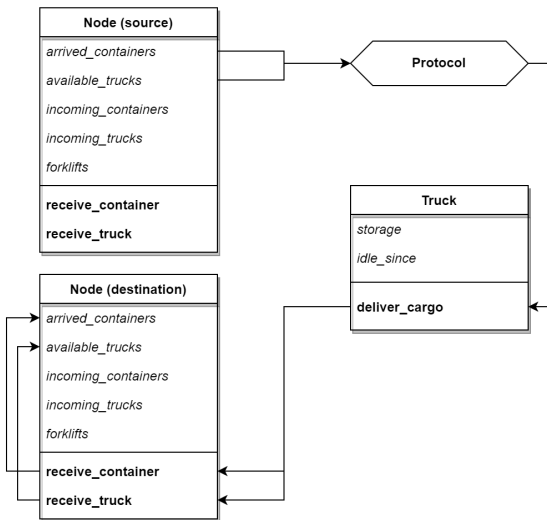 Node (source)
arrived_containers
available_trucks
incoming_containers
incoming_trucks
forklifts
receive_container
receive_truck
Protocol
Truck
storage
idle_since
deliver_cargo
Node (destination)
arrived_containers
available_trucks
incoming_containers
incoming_trucks
forklifts
receive_container
receive_truck